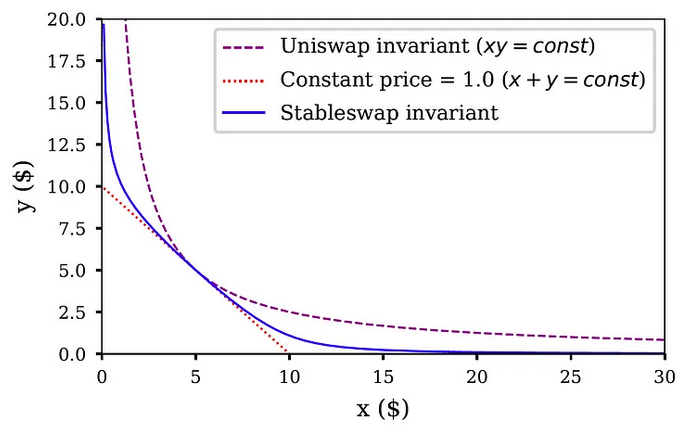 20.0
17.5
15.0
12.5
10.0
7.5
5.0
2.5
0.0
y ($)
Uniswap invariant (xy = const)
Constant price = 1.0 (x + y = const)
Stableswap invariant
0 5 10 15 20 25 30
x ($)